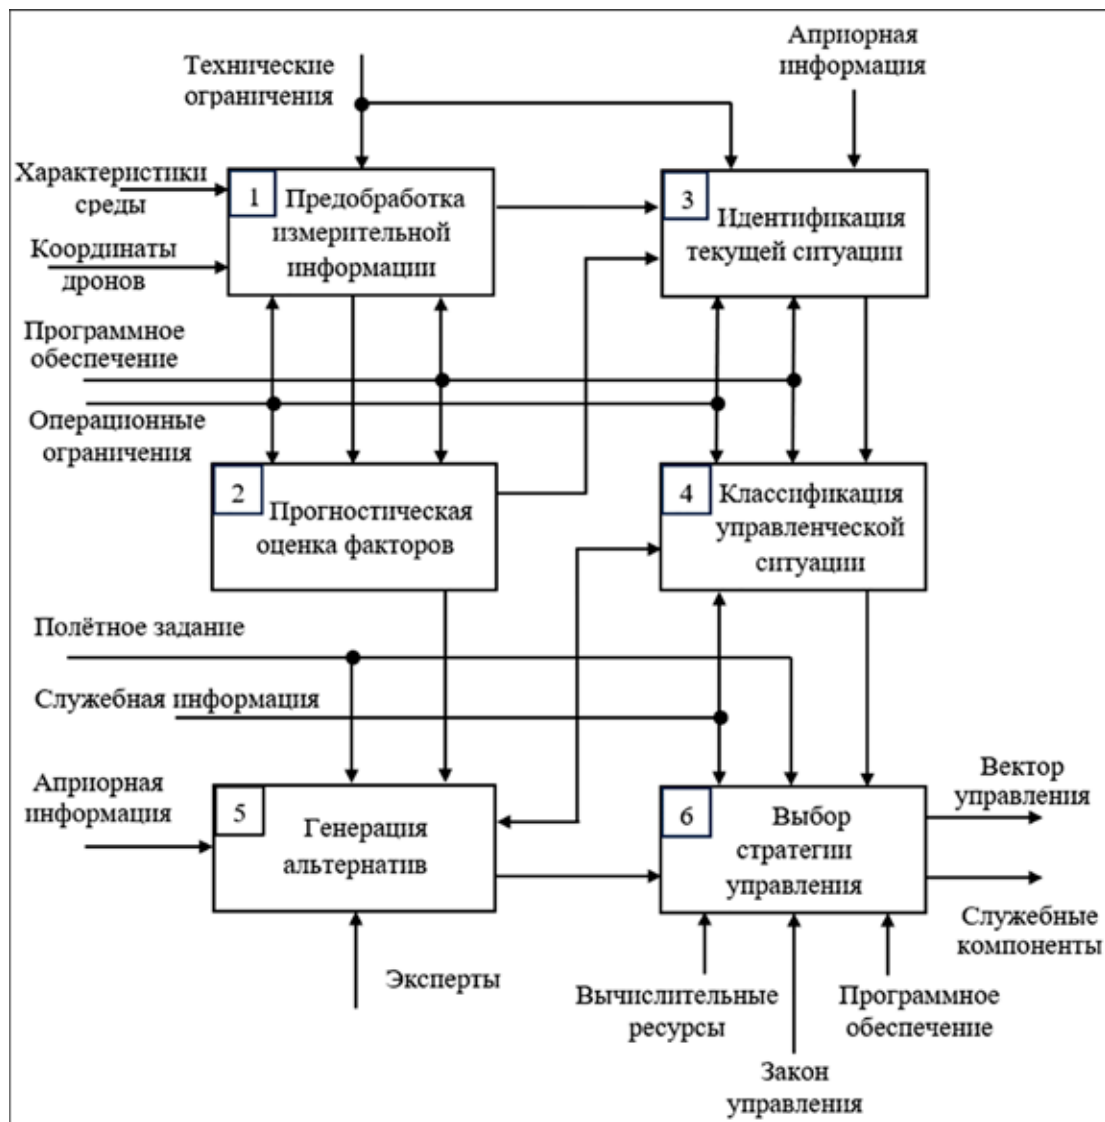 Технические
ограничения
Априорная
информация
Характеристики
среды
Координаты
дронов
1
Предобработка
измерительной
информации
3
Идентификация
текущей ситуации
Программное
обеспечение
Операционные
ограничения
2
Прогностическая
оценка факторов
4
Классификация
управленческой
ситуации
Полётное задание
Служебная информация
Априорная
информация
5
Генерация
альтернатив
6
Выбор
стратегии
управления
Вектор
управления
Служебные
компоненты
Эксперты
Вычислительные
ресурсы
Программное
обеспечение
Закон
управления